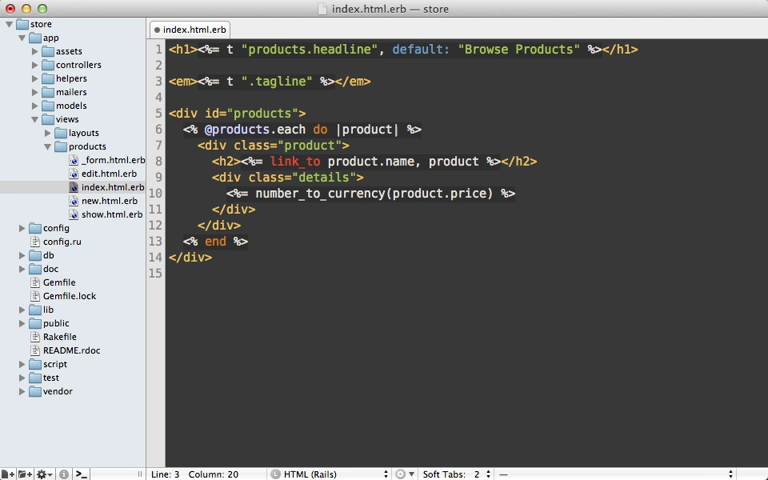 index.html.erb — store
store
app
assets
controllers
helpers
mailers
models
views
layouts
products
_form.html.erb
edit.html.erb
index.html.erb
new.html.erb
show.html.erb
config
config.ru
db
doc
Gemfile
Gemfile.lock
lib
public
Rakefile
README.rdoc
script
test
vendor
index.html.erb
1 <h1><%= t "products.headline", default: "Browse Products" %></h1>
2
3 <em><%= t ".tagline" %></em>
4
5 <div id="products">
6 <% @products.each do |product| %>
7 <div class="product">
8 <h2><%= link_to product.name, product %></h2>
9 <div class="details">
10 <%= number_to_currency(product.price) %>
11 </div>
12 </div>
13 <% end %>
14 </div>
15
Line: 3 Column: 20 L HTML (Rails) Soft Tabs: 2 —